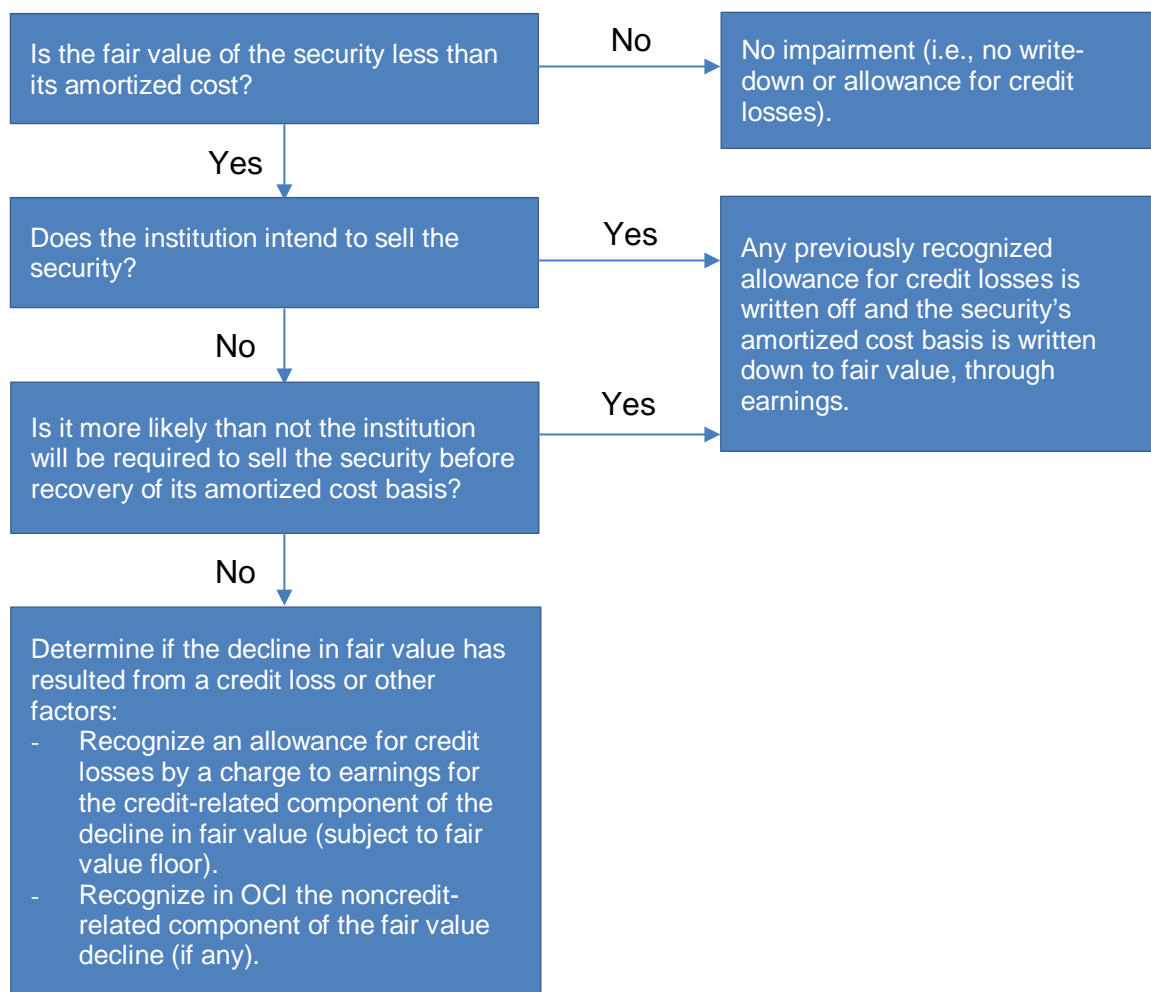 Is the fair value of the security less than
its amortized cost?
No
No impairment (i.e., no write-
down or allowance for credit
losses).
Yes
Does the institution intend to sell the
security?
Yes
Any previously recognized
allowance for credit losses is
written off and the security’s
amortized cost basis is written
down to fair value, through
earnings.
No
Is it more likely than not the institution
will be required to sell the security before
recovery of its amortized cost basis?
Yes
No
Determine if the decline in fair value has
resulted from a credit loss or other
factors:
- Recognize an allowance for credit
losses by a charge to earnings for
the credit-related component of the
decline in fair value (subject to fair
value floor).
- Recognize in OCI the noncredit-
related component of the fair value
decline (if any).